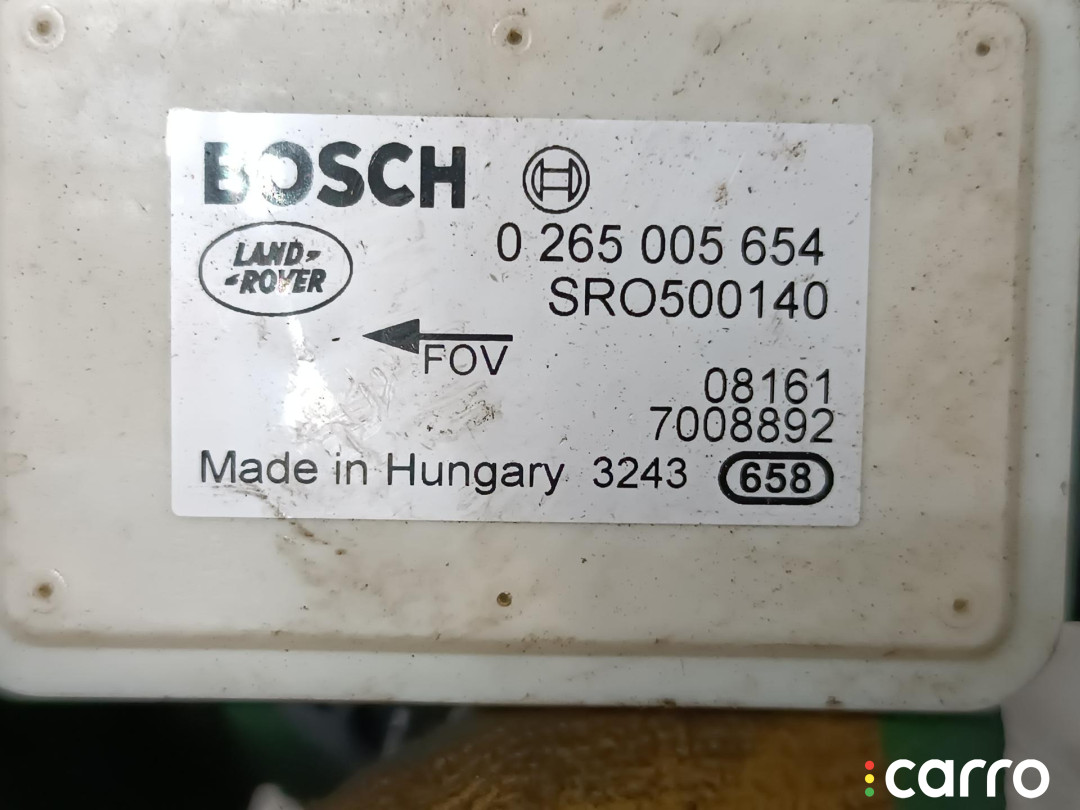 BOSCH
0 265 005 654
LAND-
-ROVER
SRO500140
FOV
08161
7008892
Made in Hungary 3243 658
carro